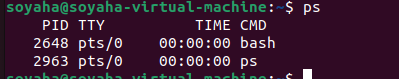 soyaha@soyaha-virtual-machine:~$ ps
PID TTY TIME CMD
2648 pts/0 00:00:00 bash
2963 pts/0 00:00:00 ps
soyaha@soyaha-virtual-machine:~$